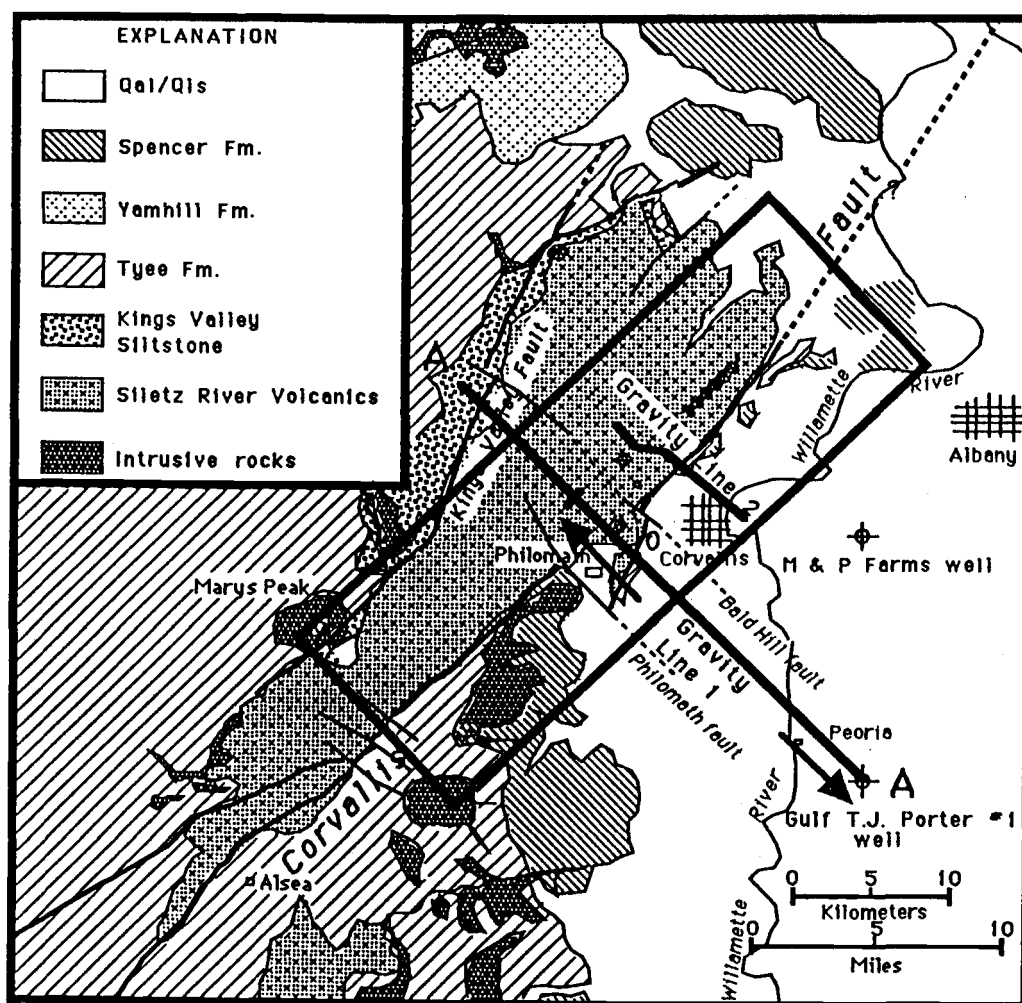 EXPLANATION
Qal/Qls
Spencer Fm.
Yamhill Fm.
Tyee Fm.
Kings Valley
Siltstone
Siletz River Volcanics
Intrusive rocks
Fault
?
A
Kings Valley Fault
Gravity
Line 2
Willamette
River
Albany
Philomath
Corvallis
M & P Farms well
Marys Peak
Bald Hill fault
Gravity
Line 1
Philomath fault
Peoria
A
River
Gulf T.J. Porter #1
well
Corvallis
Alsea
0 5 10
Kilometers
Willamette
0 5 10
Miles